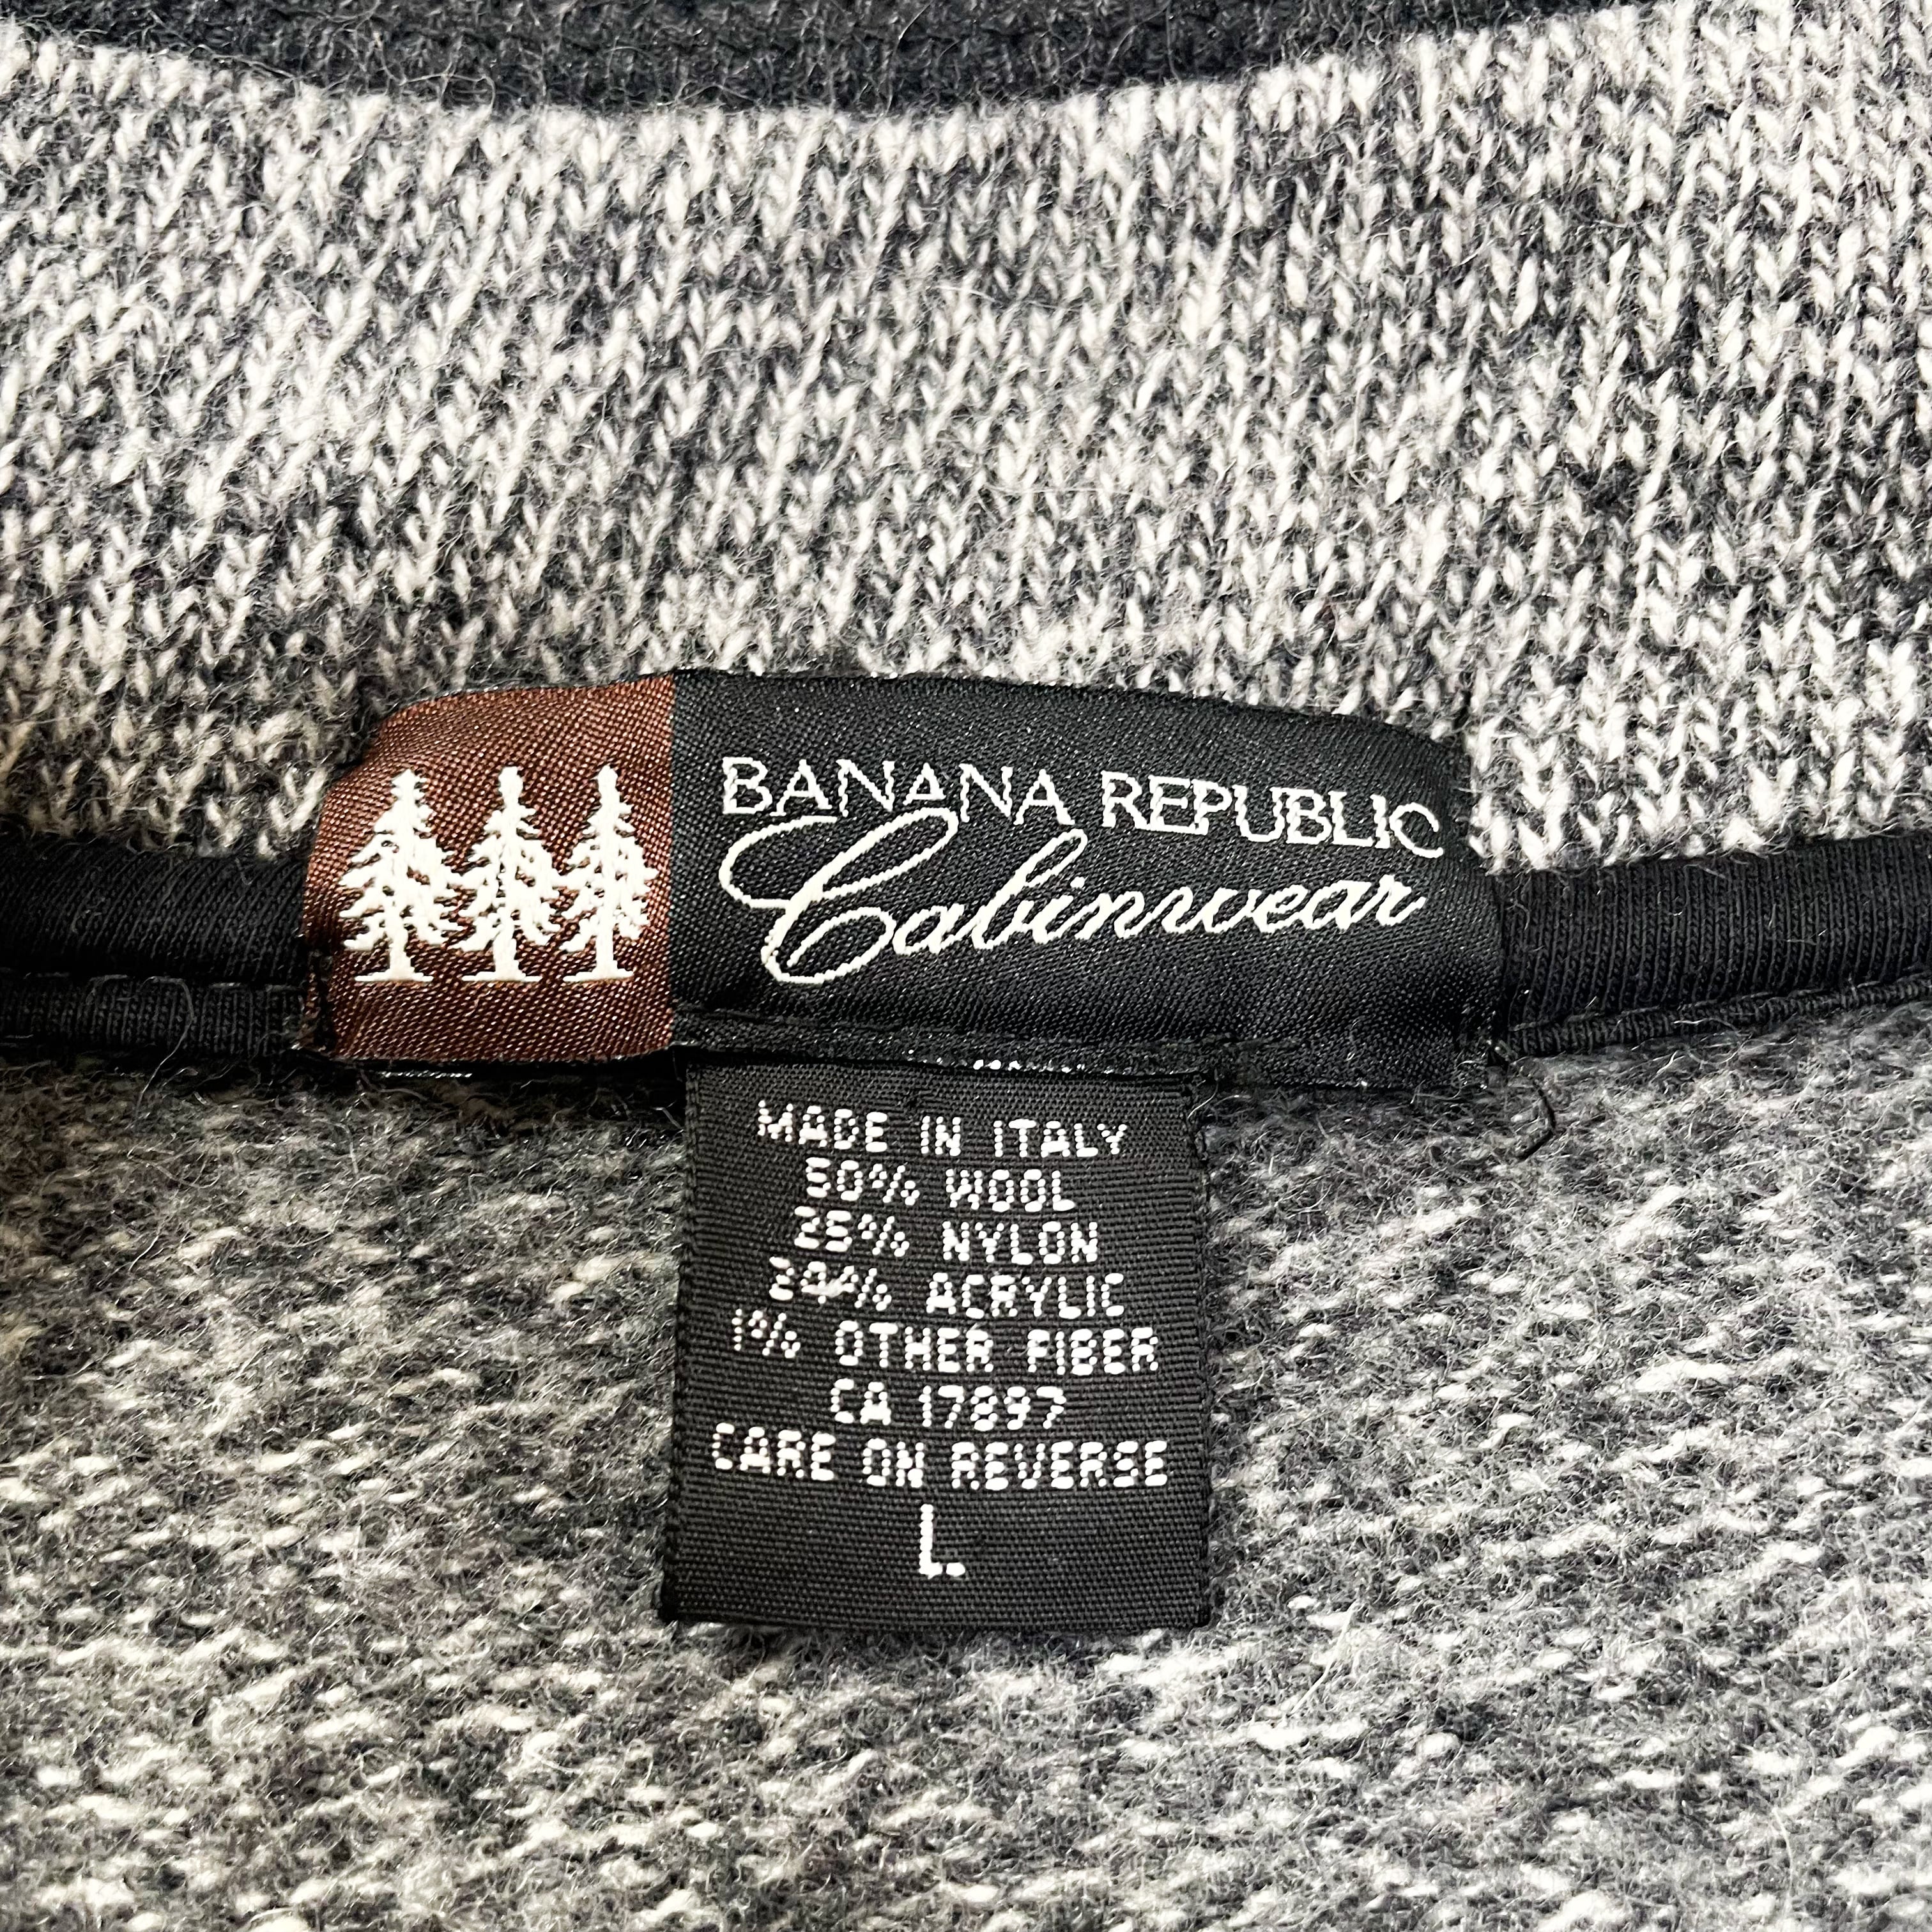 BANANA REPUBLIC
Cabinwear
MADE IN ITALY
50% WOOL
25% NYLON
24% ACRYLIC
1% OTHER FIBER
CA 17897
CARE ON REVERSE
L